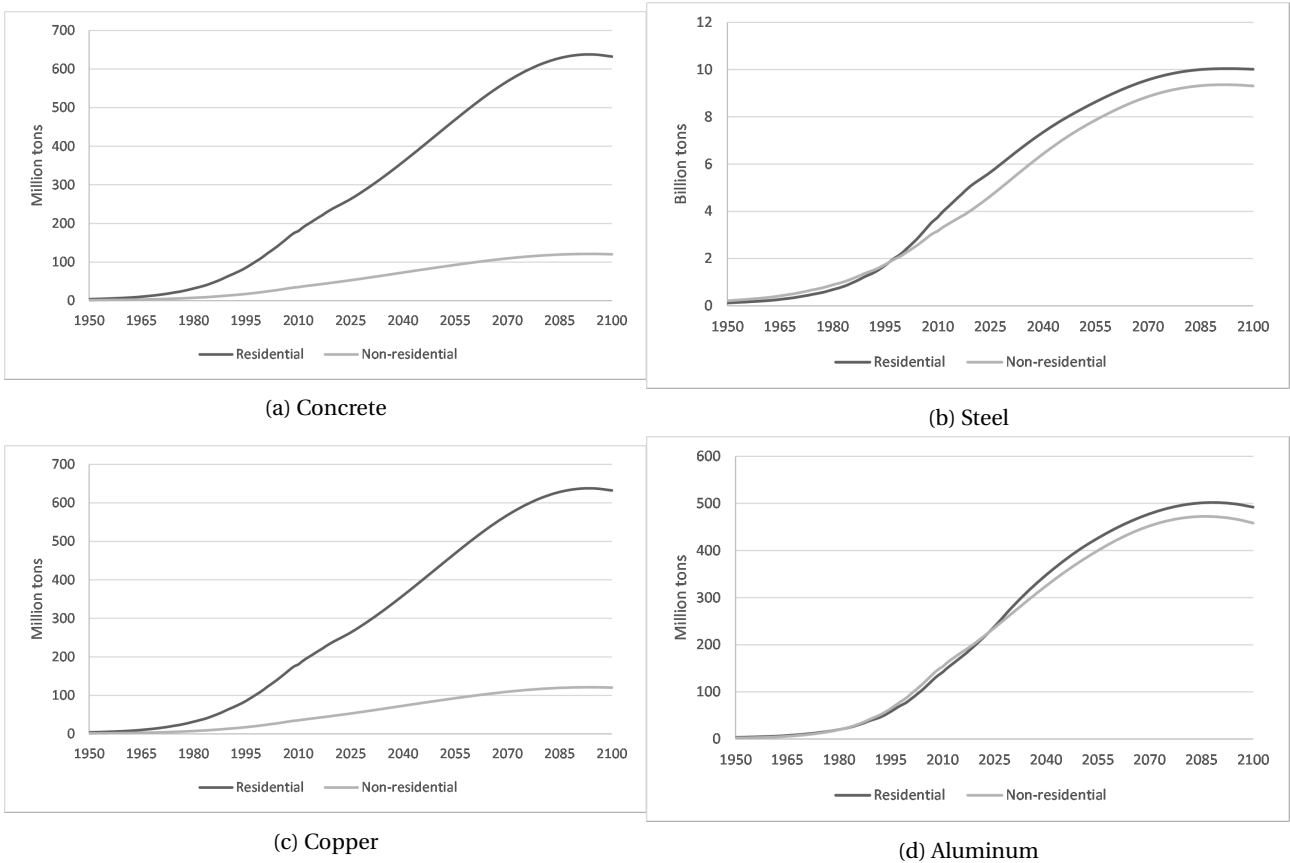 700
600
500
400
300
200
100
0
Million tons
1950 1965 1980 1995 2010 2025 2040 2055 2070 2085 2100
Residential Non-residential
(a) Concrete
12
10
8
6
4
2
0
Billion tons
1950 1965 1980 1995 2010 2025 2040 2055 2070 2085 2100
Residential Non-residential
(b) Steel
700
600
500
400
300
200
100
0
Million tons
1950 1965 1980 1995 2010 2025 2040 2055 2070 2085 2100
Residential Non-residential
(c) Copper
600
500
400
300
200
100
0
Million tons
1950 1965 1980 1995 2010 2025 2040 2055 2070 2085 2100
Residential Non-residential
(d) Aluminum